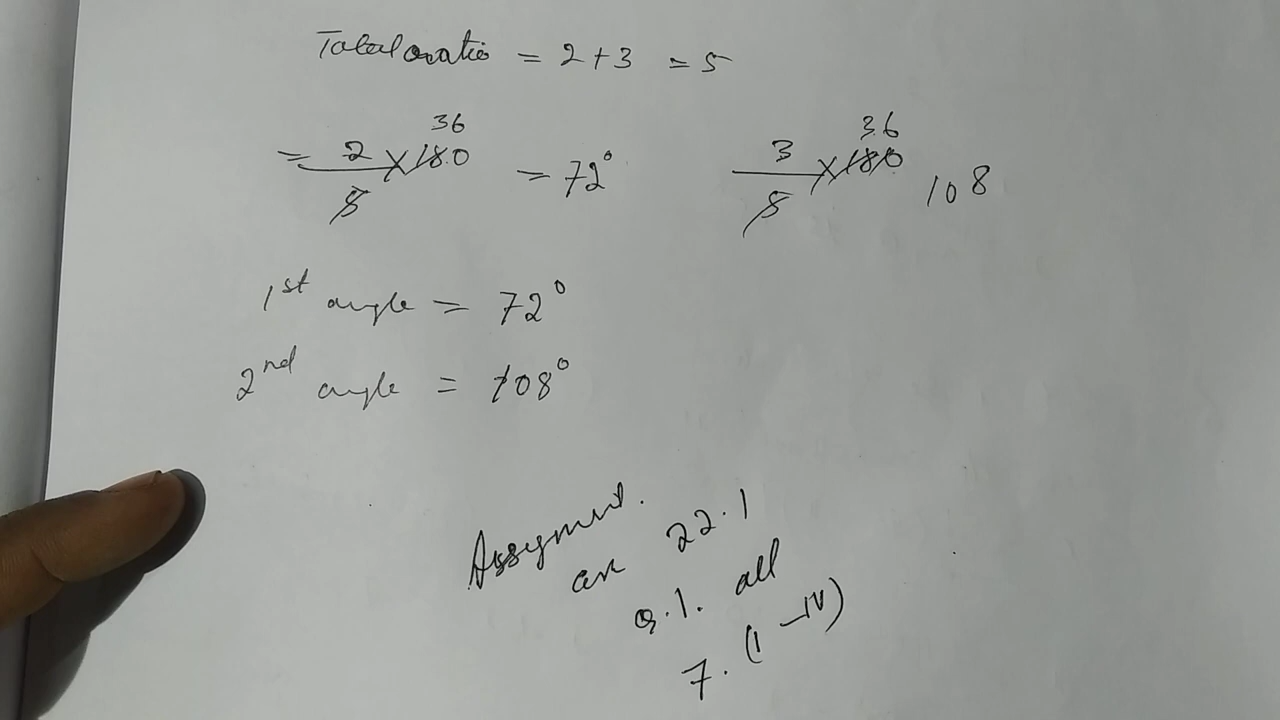 Total ratio = 2+3 = 5
= 2/5 × 180 36 = 72° 3/5 × 180 36 108
1st angle = 72°
2nd angle = 108°
Assignment.
22.1
Q.1. all
7. (I - IV)